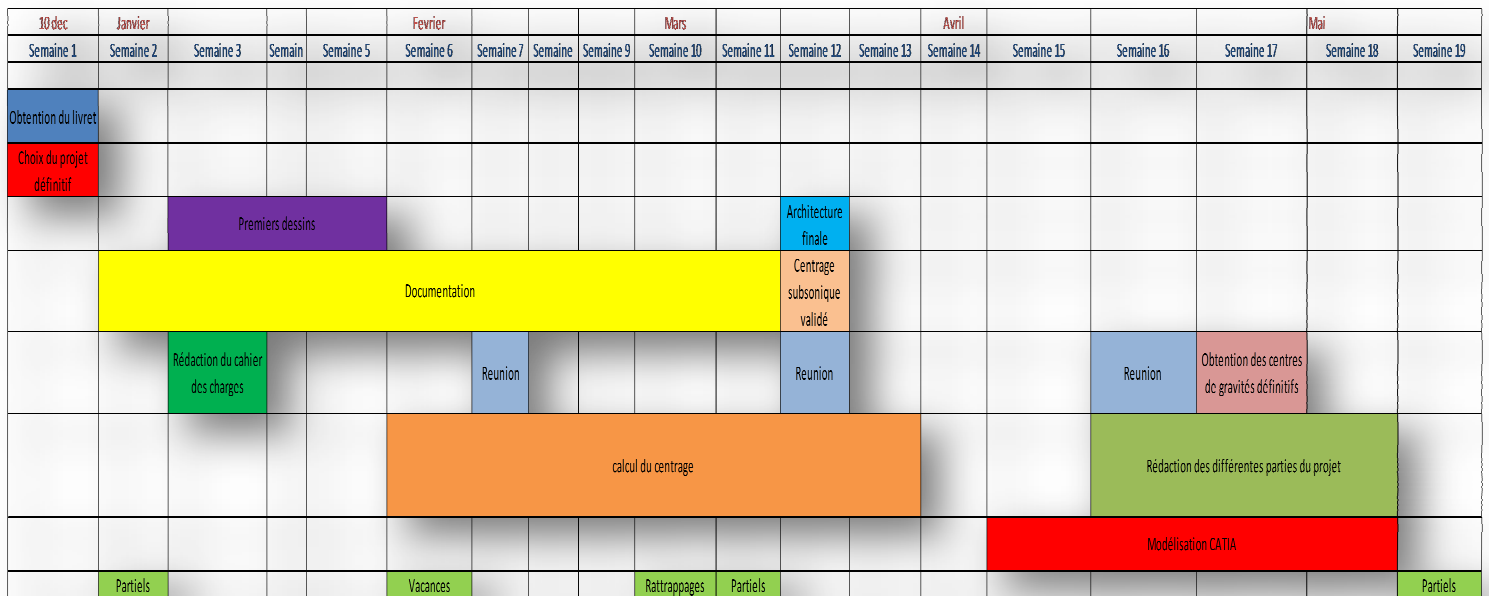 10 dec Janvier Fevrier Mars Avril Mai
Semaine 1 Semaine 2 Semaine 3 Semain Semaine 5 Semaine 6 Semaine 7 Semaine Semaine 9 Semaine 10 Semaine 11 Semaine 12 Semaine 13 Semaine 14 Semaine 15 Semaine 16 Semaine 17 Semaine 18 Semaine 19
Obtention du livret
Choix du projet
définitif
Premiers dessins
Architecture
finale
Documentation
Centrage
subsonique
validé
Rédaction du cahier
des charges
Reunion
Reunion
Reunion
Obtention des centres
de gravités définitifs
calcul du centrage
Rédaction des différentes parties du projet
Modélisation CATIA
Partiels Vacances Rattrappages Partiels Partiels